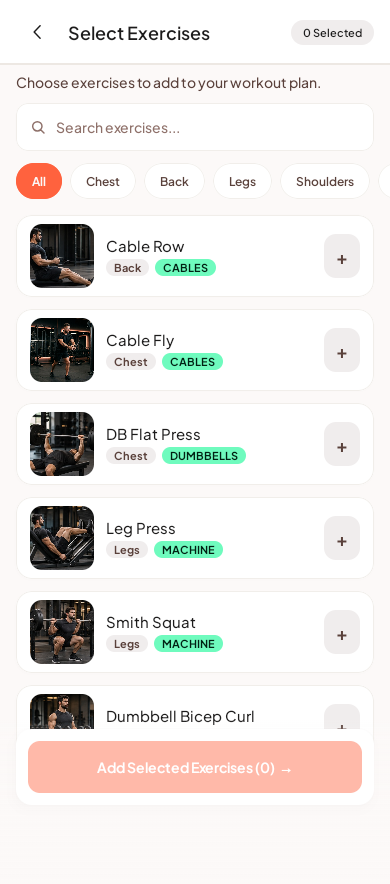 Select Exercises
0 Selected
Choose exercises to add to your workout plan.
Search exercises...
All
Chest
Back
Legs
Shoulders
Cable Row
Back
CABLES
+
Cable Fly
Chest
CABLES
+
DB Flat Press
Chest
DUMBBELLS
+
Leg Press
Legs
MACHINE
+
Smith Squat
Legs
MACHINE
+
Dumbbell Bicep Curl
+
Add Selected Exercises (0) →